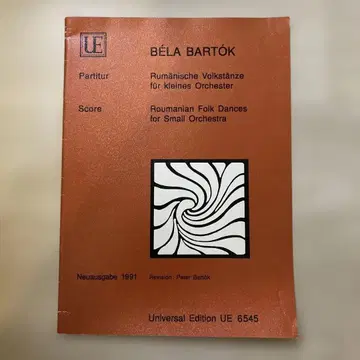 UE
BÉLA BARTÓK
Partitur
Rumänische Volkstänze
für kleines Orchester
Score
Roumanian Folk Dances
for Small Orchestra
Neuausgabe 1991
Revision: Peter Bartók
Universal Edition UE 6545